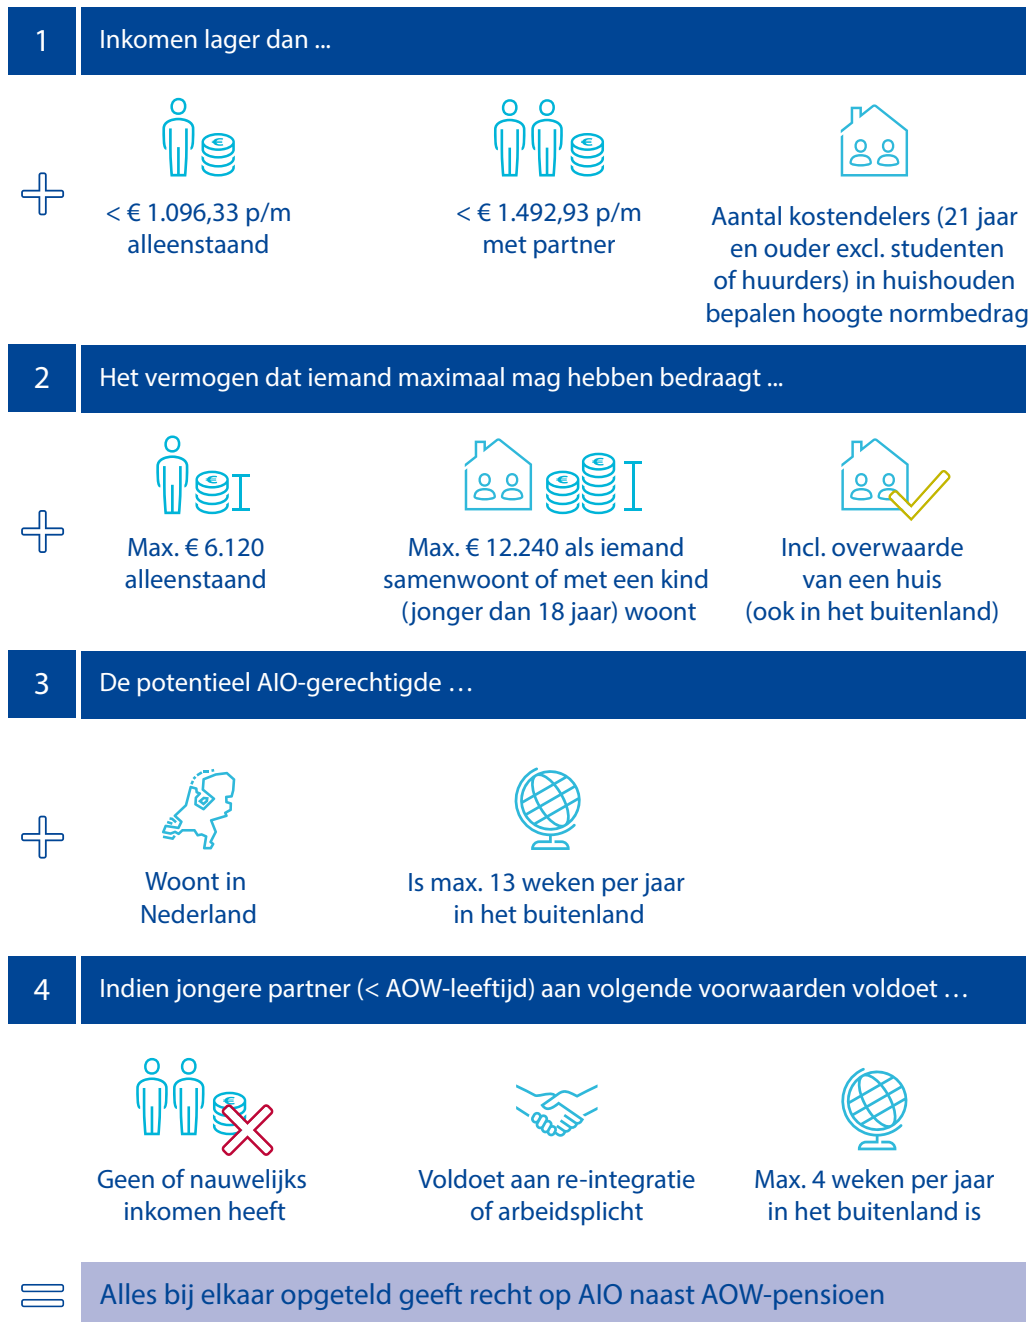 1
Inkomen lager dan ...
< € 1.096,33 p/m
alleenstaand
< € 1.492,93 p/m
met partner
Aantal kostendelers (21 jaar
en ouder excl. studenten
of huurders) in huishouden
bepalen hoogte normbedrag
2
Het vermogen dat iemand maximaal mag hebben bedraagt ...
Max. € 6.120
alleenstaand
Max. € 12.240 als iemand
samenwoont of met een kind
(jonger dan 18 jaar) woont
Incl. overwaarde
van een huis
(ook in het buitenland)
3
De potentieel AIO-gerechtigde …
Woont in
Nederland
Is max. 13 weken per jaar
in het buitenland
4
Indien jongere partner (< AOW-leeftijd) aan volgende voorwaarden voldoet …
Geen of nauwelijks
inkomen heeft
Voldoet aan re-integratie
of arbeidsplicht
Max. 4 weken per jaar
in het buitenland is
Alles bij elkaar opgeteld geeft recht op AIO naast AOW-pensioen